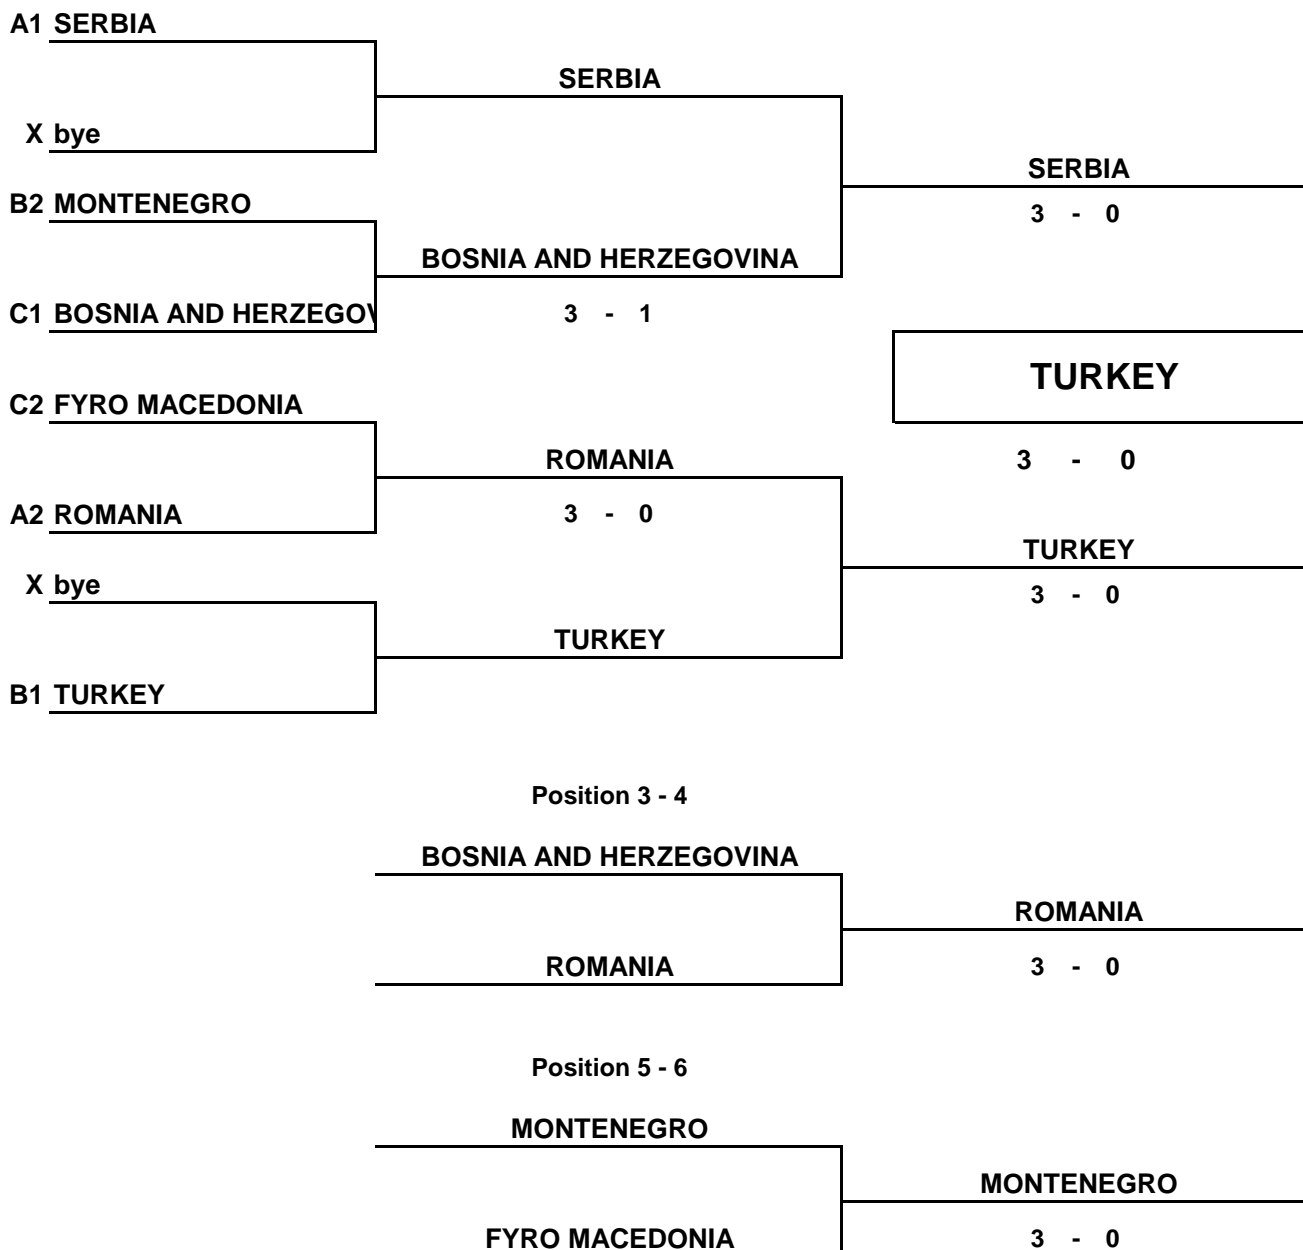 A1 SERBIA
SERBIA
X bye
SERBIA
B2 MONTENEGRO
3 - 0
BOSNIA AND HERZEGOVINA
C1 BOSNIA AND HERZEGOV
3 - 1
TURKEY
C2 FYRO MACEDONIA
ROMANIA
3 - 0
A2 ROMANIA
3 - 0
TURKEY
X bye
3 - 0
TURKEY
B1 TURKEY
Position 3 - 4
BOSNIA AND HERZEGOVINA
ROMANIA
ROMANIA
3 - 0
Position 5 - 6
MONTENEGRO
MONTENEGRO
FYRO MACEDONIA
3 - 0